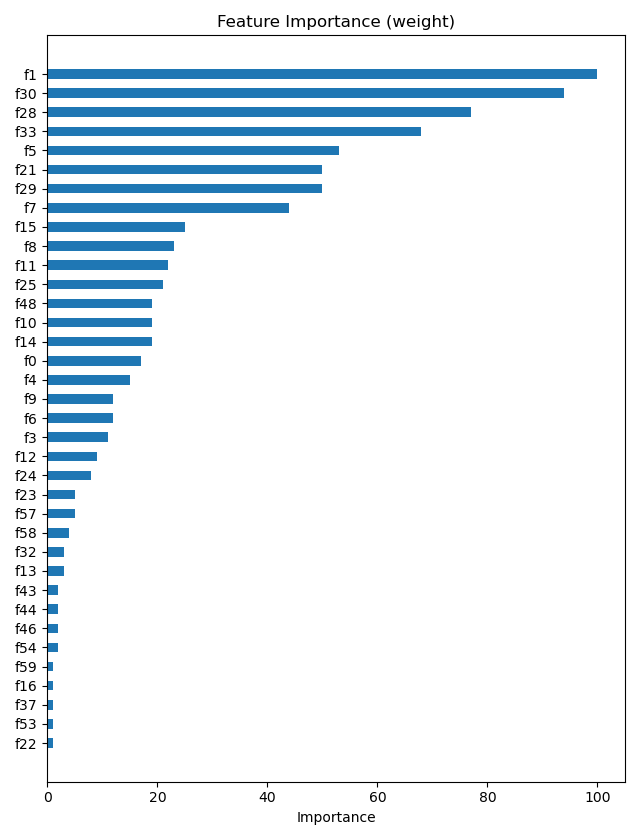 Feature Importance (weight)
f1
f30
f28
f33
f5
f21
f29
f7
f15
f8
f11
f25
f48
f10
f14
f0
f4
f9
f6
f3
f12
f24
f23
f57
f58
f32
f13
f43
f44
f46
f54
f59
f16
f37
f53
f22
0 20 40 60 80 100
Importance